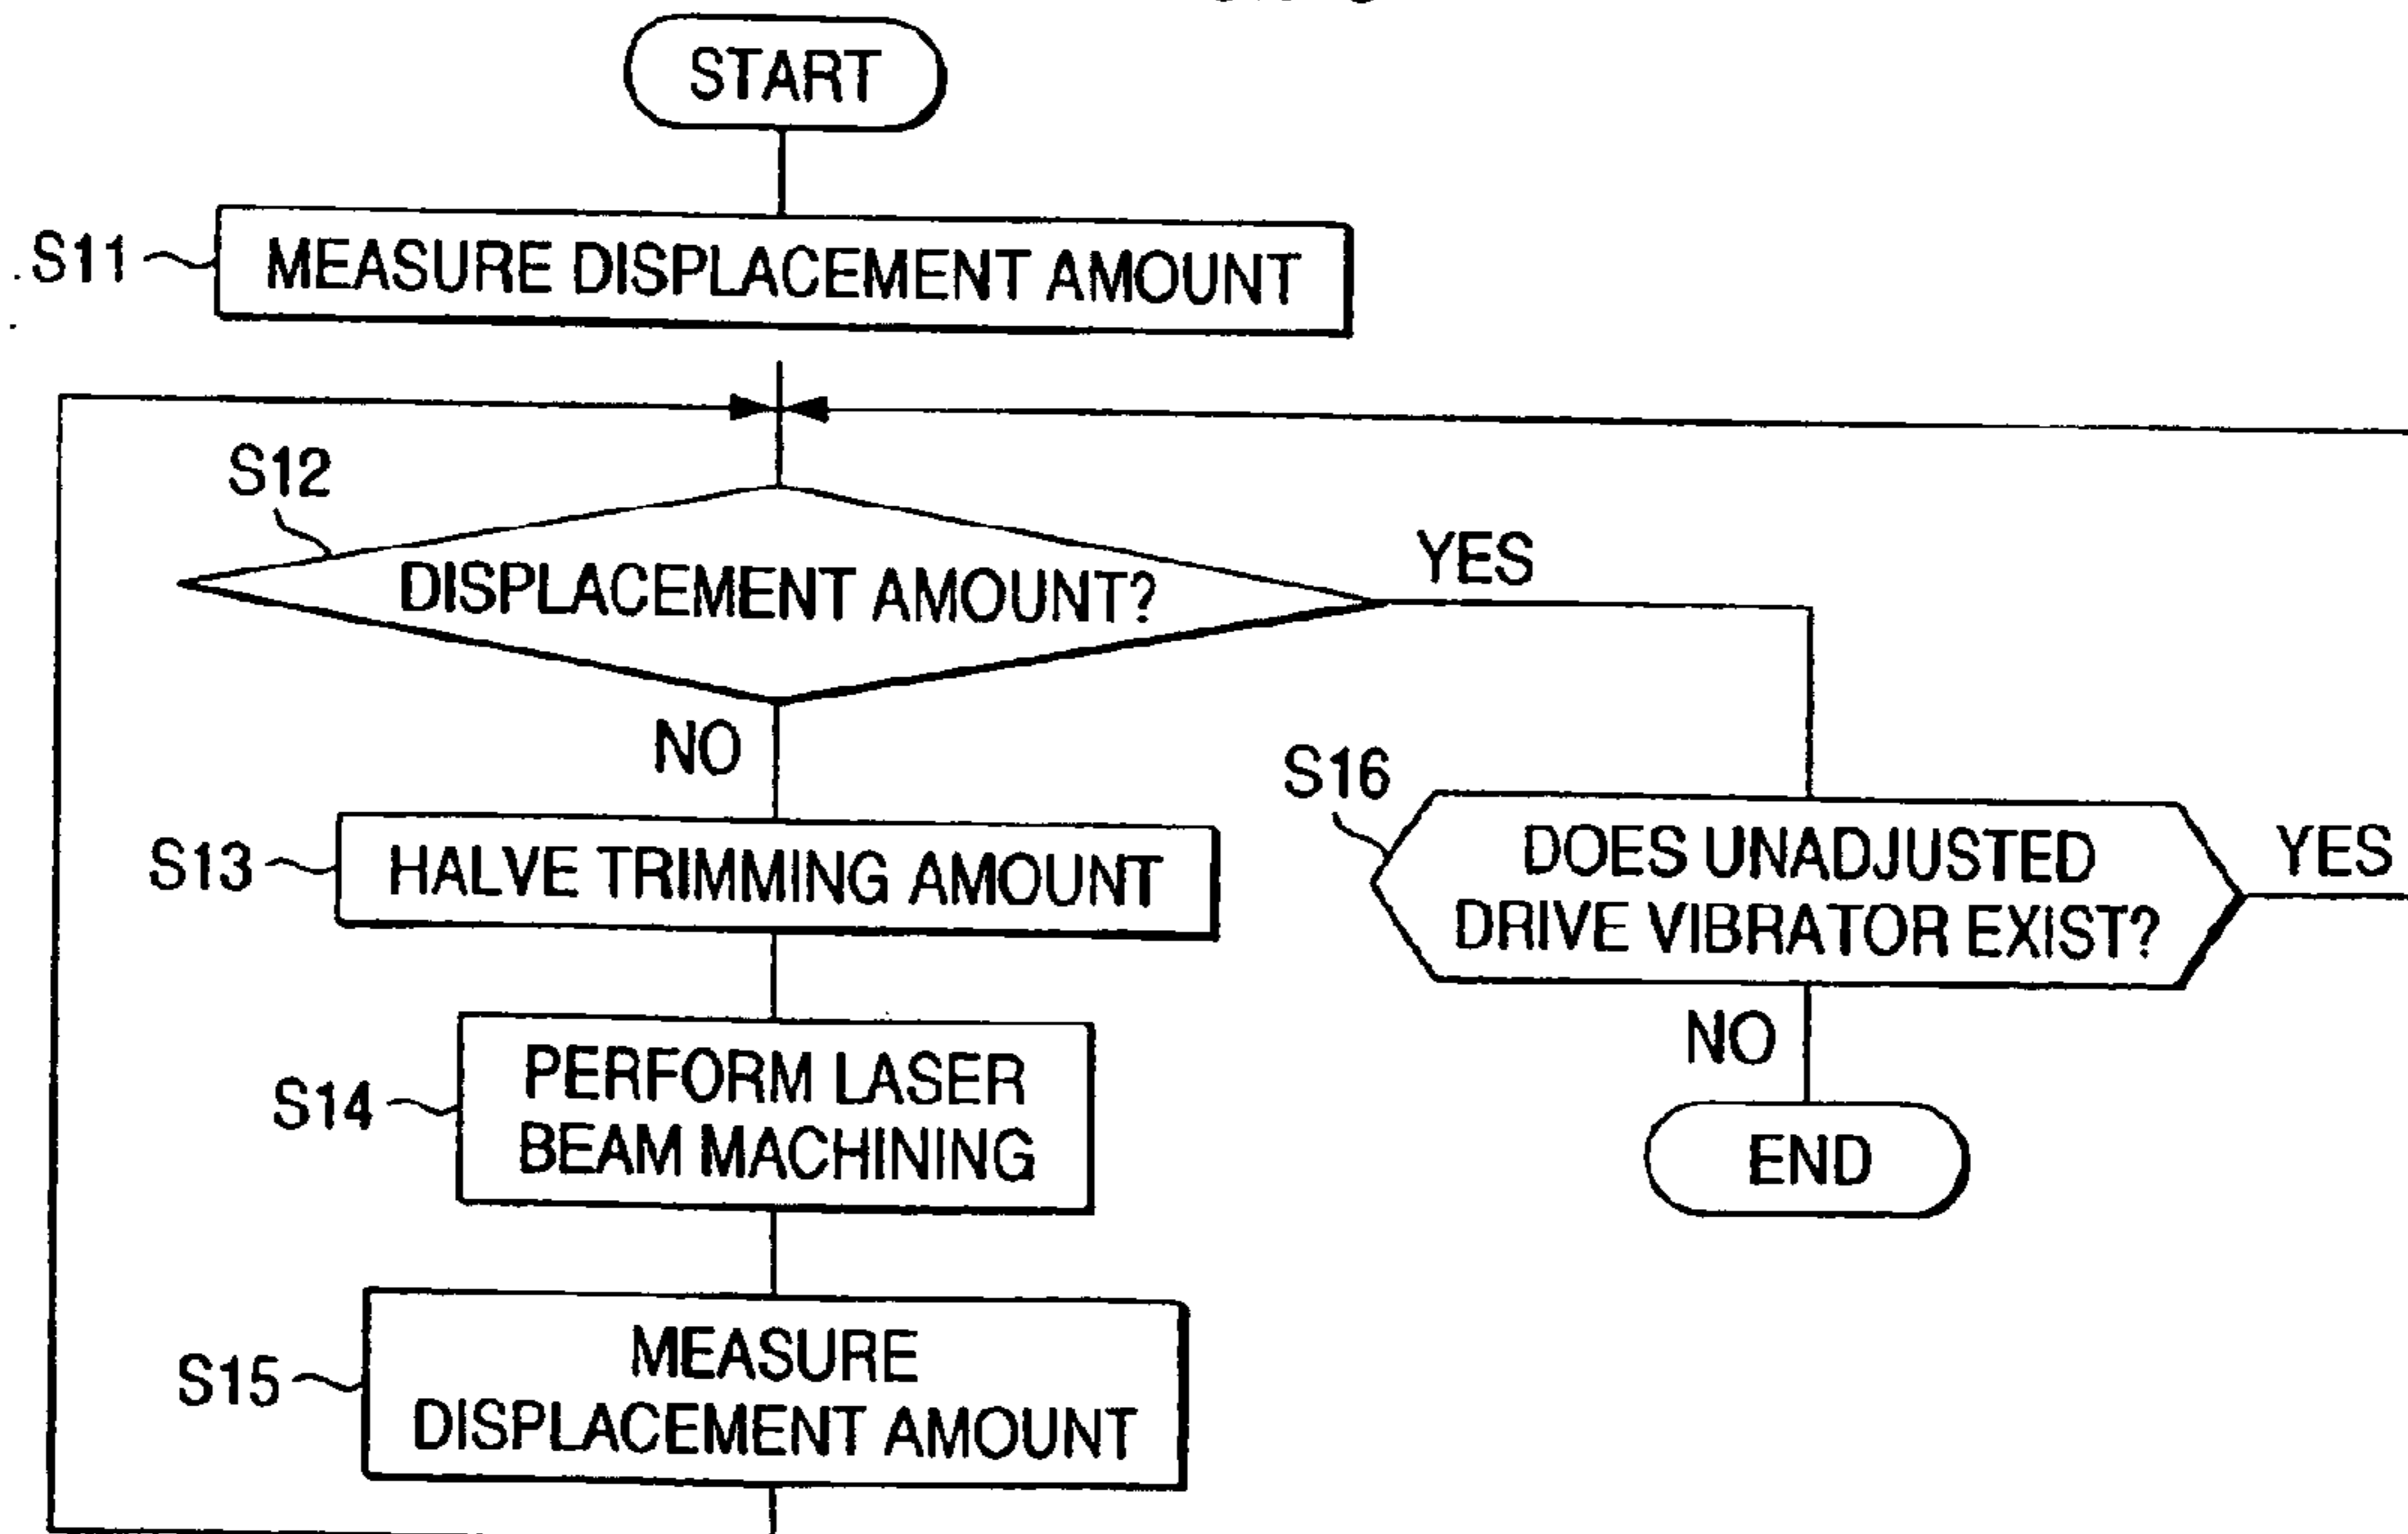 START
S11
MEASURE DISPLACEMENT AMOUNT
S12
DISPLACEMENT AMOUNT?
YES
NO
S13
HALVE TRIMMING AMOUNT
S16
DOES UNADJUSTED
DRIVE VIBRATOR EXIST?
YES
NO
END
S14
PERFORM LASER
BEAM MACHINING
S15
MEASURE
DISPLACEMENT AMOUNT